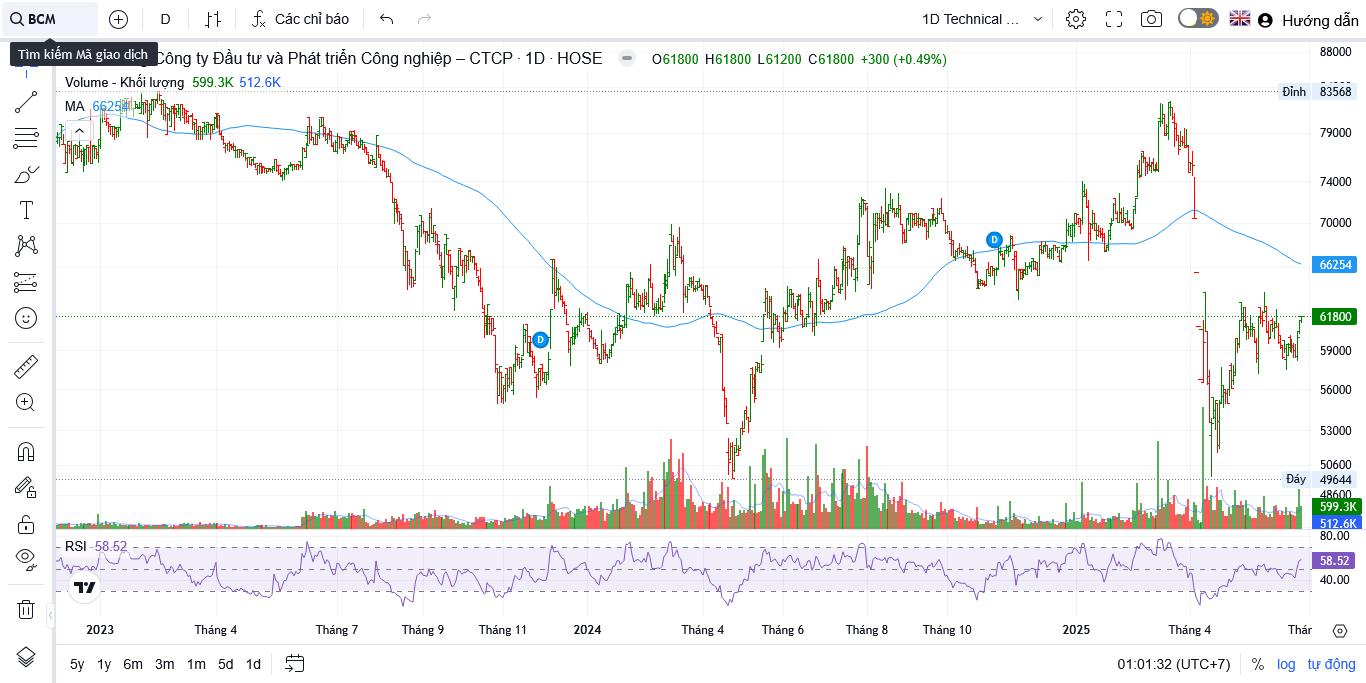 BCM
D
Các chỉ báo
1D Technical ...
Hướng dẫn
Tìm kiếm Mã giao dịch
Công ty Đầu tư và Phát triển Công nghiệp – CTCP · 1D · HOSE
O61800 H61800 L61200 C61800 +300 (+0.49%)
Volume - Khối lượng 599.3K 512.6K
MA 66254
88000
Đỉnh 83568
79000
74000
70000
66254
61800
59000
56000
53000
50600
Đáy 49644
48600
599.3K
512.6K
D
D
RSI 58.52
80.00
58.52
40.00
2023 Tháng 4 Tháng 7 Tháng 9 Tháng 11 2024 Tháng 4 Tháng 6 Tháng 8 Tháng 10 2025 Tháng 4 Thár
5y 1y 6m 3m 1m 5d 1d
01:01:32 (UTC+7) % log tự động